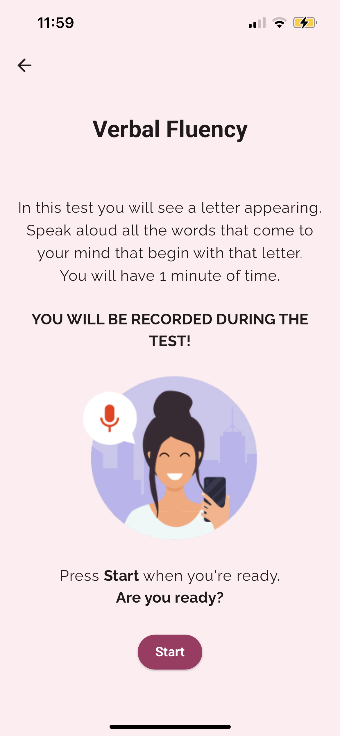 11:59
Verbal Fluency
In this test you will see a letter appearing.
Speak aloud all the words that come to
your mind that begin with that letter.
You will have 1 minute of time.
YOU WILL BE RECORDED DURING THE
TEST!
Press Start when you're ready.
Are you ready?
Start